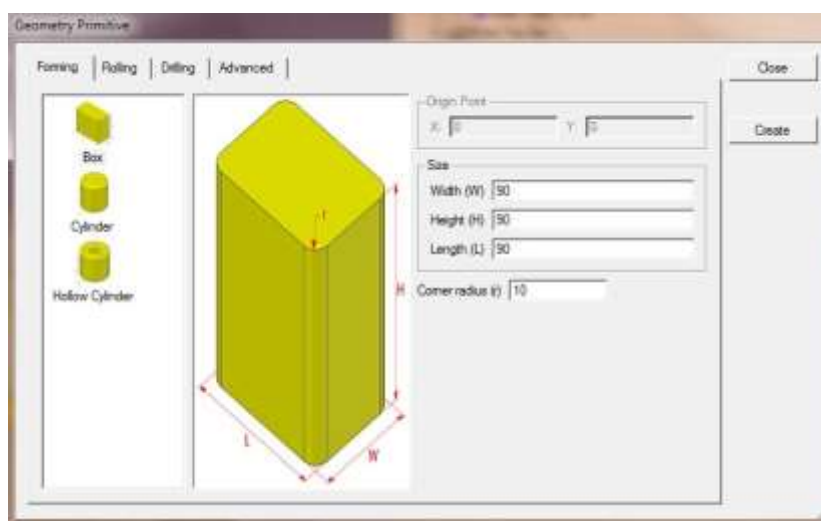 Geometry Primitive
Forming Rolling Drilling Advanced
Close
Create
Box
Cylinder
Hollow Cylinder
r
H
L
W
Origin Point
X: 0 Y:
Size
Width (W) 90
Height (H) 90
Length (L) 90
Corner radius (r) 10